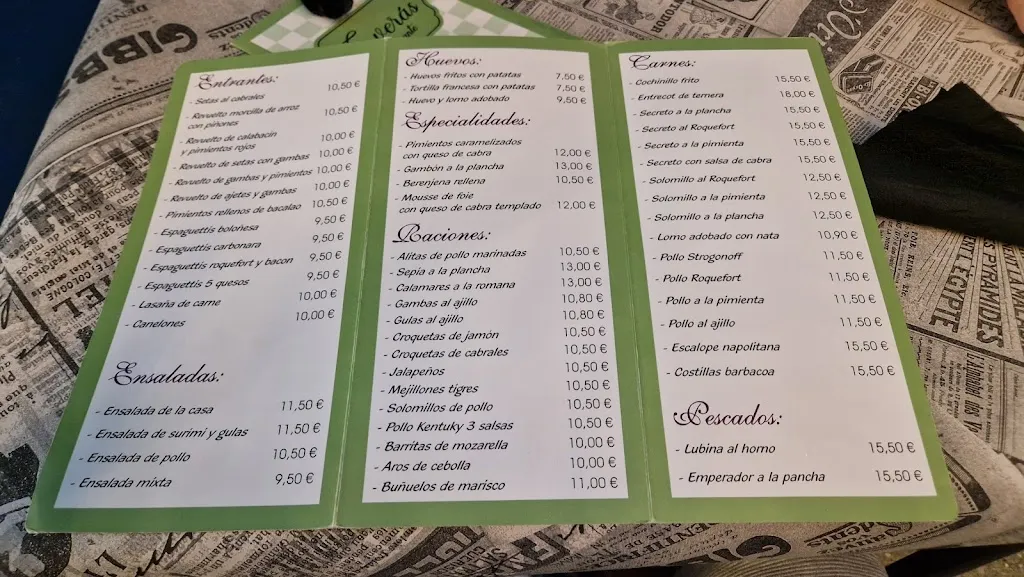 Entrantes:
- Setas al cabrales 10,50 €
- Revuelto morcilla de arroz
con piñones 10,50 €
- Revuelto de calabacin
y pimientos rojos 10,00 €
- Revuelto de setas con gambas 10,00 €
- Revuelto de gambas y pimientos 10,00 €
- Revuelto de ajetes y gambas 10,00 €
- Pimientos rellenos de bacalao 10,50 €
- Espaguettis boloñesa 9,50 €
- Espaguettis carbonara 9,50 €
- Espaguettis roquefort y bacon 9,50 €
- Espaguettis 5 quesos 9,50 €
- Lasaña de carne 10,00 €
- Canelones 10,00 €
Ensaladas:
- Ensalada de la casa 11,50 €
- Ensalada de surimi y gulas 11,50 €
- Ensalada de pollo 10,50 €
- Ensalada mixta 9,50 €
Huevos:
- Huevos fritos con patatas 7,50 €
- Tortilla francesa con patatas 7,50 €
- Huevo y lomo adobado 9,50 €
Especialidades:
- Pimientos caramelizados
con queso de cabra 12,00 €
- Gambón a la plancha 13,00 €
- Berenjena rellena 10,50 €
- Mousse de foie
con queso de cabra templado 12,00 €
Raciones:
- Alitas de pollo marinadas 10,50 €
- Sepia a la plancha 13,00 €
- Calamares a la romana 13,00 €
- Gambas al ajillo 10,80 €
- Gulas al ajillo 10,80 €
- Croquetas de jamón 10,50 €
- Croquetas de cabrales 10,50 €
- Jalapeños 10,50 €
- Mejillones tigres 10,50 €
- Solomillos de pollo 10,50 €
- Pollo Kentuky 3 salsas 10,50 €
- Barritas de mozarella 10,00 €
- Aros de cebolla 10,00 €
- Buñuelos de marisco 11,00 €
Carnes:
- Cochinillo frito 15,50 €
- Entrecot de ternera 18,00 €
- Secreto a la plancha 15,50 €
- Secreto al Roquefort 15,50 €
- Secreto a la pimienta 15,50 €
- Secreto con salsa de cabra 15,50 €
- Solomillo al Roquefort 12,50 €
- Solomillo a la pimienta 12,50 €
- Solomillo a la plancha 12,50 €
- Lomo adobado con nata 10,90 €
- Pollo Strogonoff 11,50 €
- Pollo Roquefort 11,50 €
- Pollo a la pimienta 11,50 €
- Pollo al ajillo 11,50 €
- Escalope napolitana 15,50 €
- Costillas barbacoa 15,50 €
Pescados:
- Lubina al horno 15,50 €
- Emperador a la pancha 15,50 €